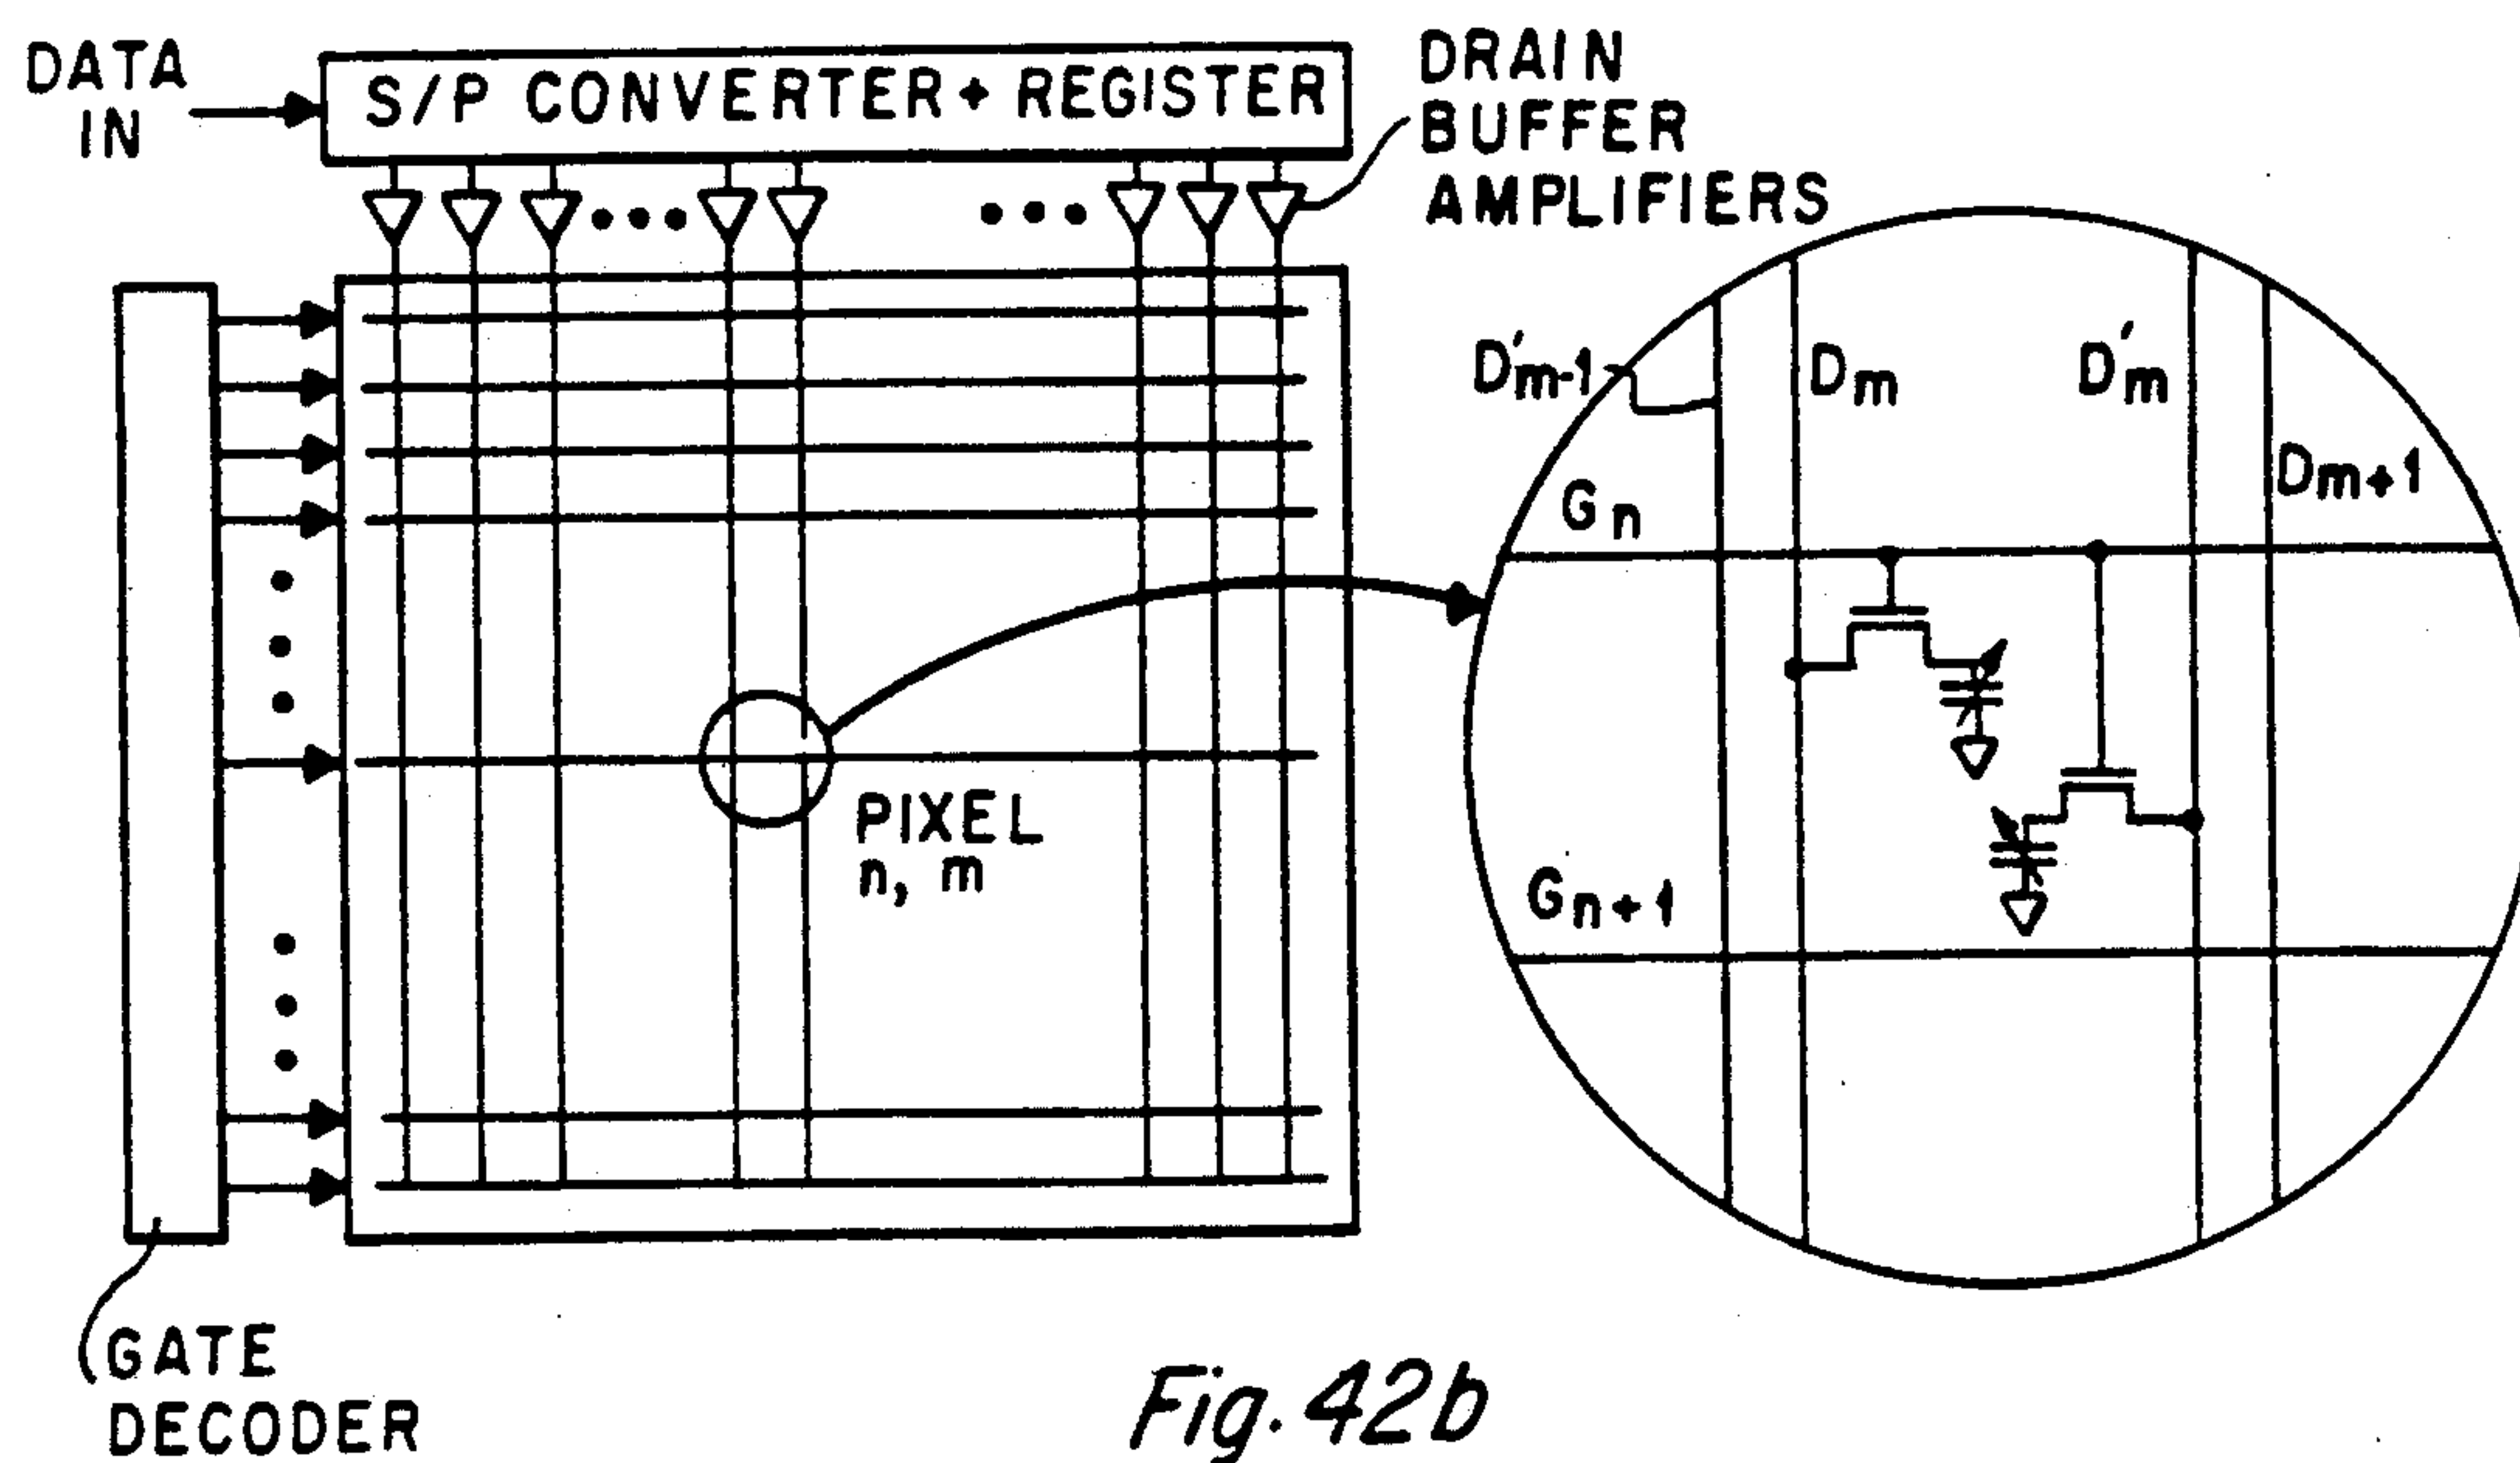 DATA
IN
S/P CONVERTER + REGISTER
DRAIN
BUFFER
AMPLIFIERS
D'm-1
Dm
D'm
Dm+1
Gn
Gn+1
PIXEL
n, m
GATE
DECODER
Fig. 42b